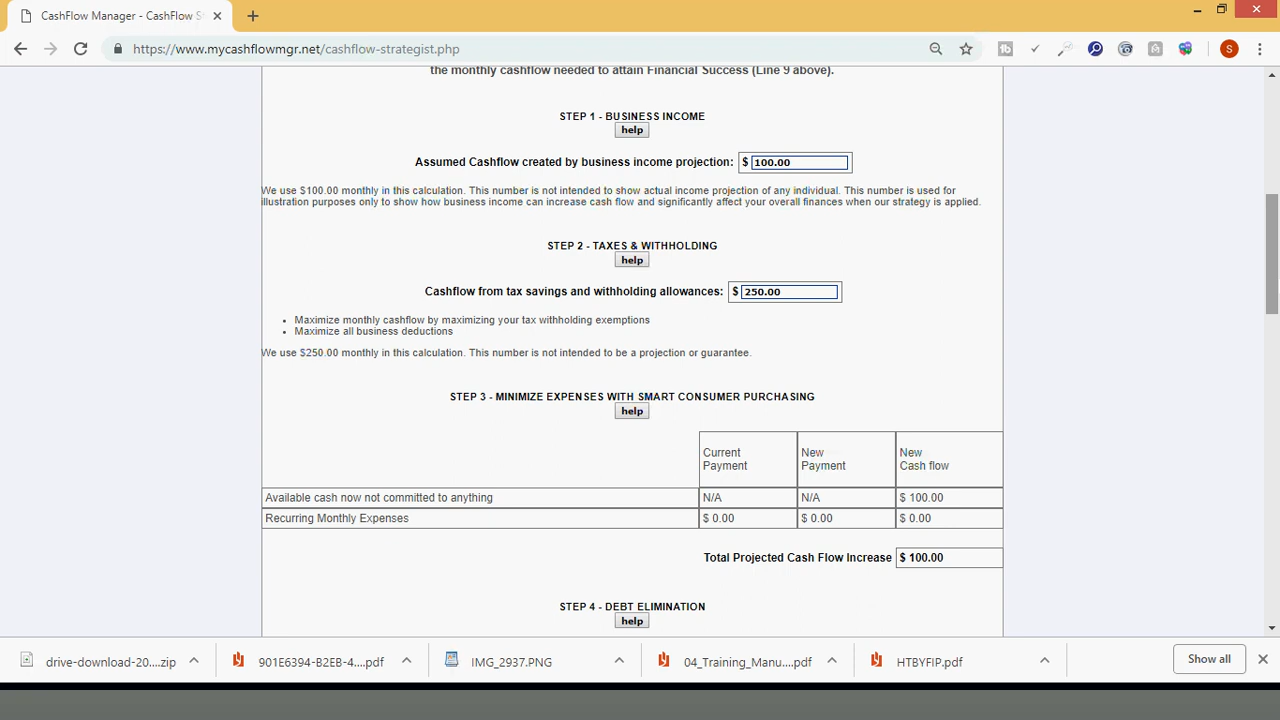 CashFlow Manager - CashFlow S
https://www.mycashflowmgr.net/cashflow-strategist.php
S
the monthly cashflow needed to attain Financial Success (Line 9 above).
STEP 1 - BUSINESS INCOME
help
Assumed Cashflow created by business income projection: $ 100.00
We use $100.00 monthly in this calculation. This number is not intended to show actual income projection of any individual. This number is used for
illustration purposes only to show how business income can increase cash flow and significantly affect your overall finances when our strategy is applied.
STEP 2 - TAXES & WITHHOLDING
help
Cashflow from tax savings and withholding allowances: $ 250.00
Maximize monthly cashflow by maximizing your tax withholding exemptions
Maximize all business deductions
We use $250.00 monthly in this calculation. This number is not intended to be a projection or guarantee.
STEP 3 - MINIMIZE EXPENSES WITH SMART CONSUMER PURCHASING
help
Current Payment New Payment New Cash flow
Available cash now not committed to anything N/A N/A $ 100.00
Recurring Monthly Expenses $ 0.00 $ 0.00 $ 0.00
Total Projected Cash Flow Increase $ 100.00
STEP 4 - DEBT ELIMINATION
help
drive-download-20....zip 901E6394-B2EB-4....pdf IMG_2937.PNG 04_Training_Manu....pdf HTBYFIP.pdf Show all